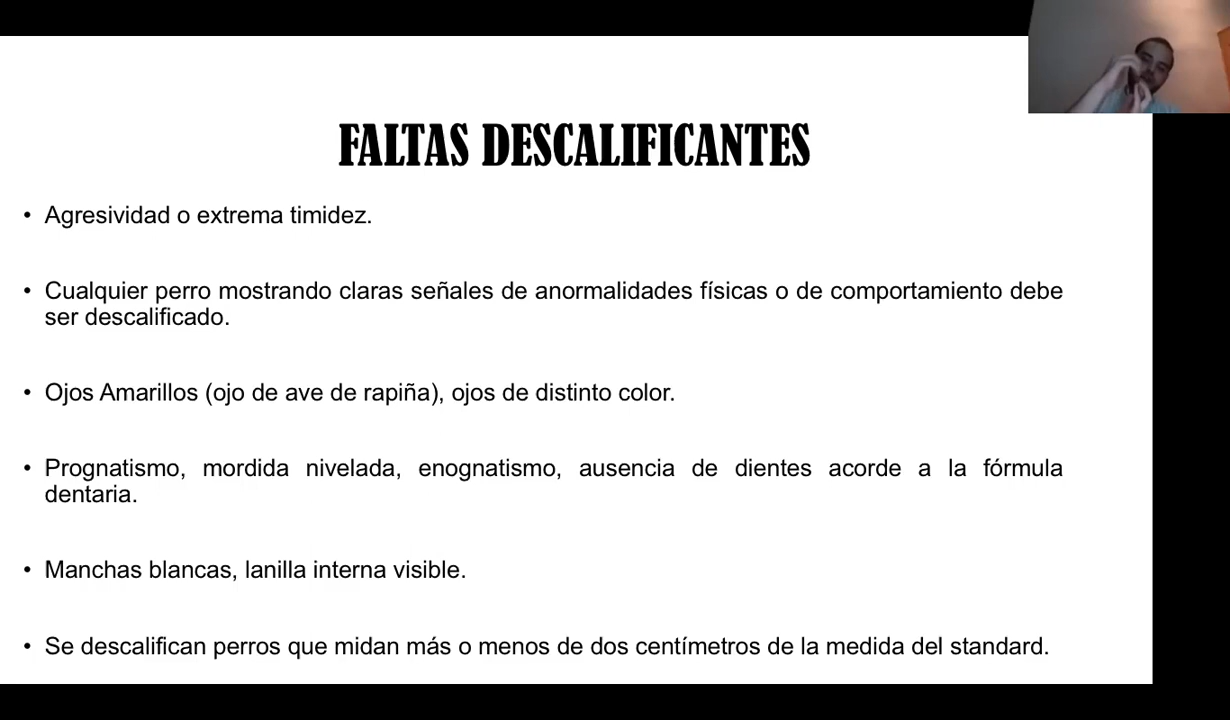 FALTAS DESCALIFICANTES
• Agresividad o extrema timidez.
• Cualquier perro mostrando claras señales de anormalidades físicas o de comportamiento debe
ser descalificado.
• Ojos Amarillos (ojo de ave de rapiña), ojos de distinto color.
• Prognatismo, mordida nivelada, enognatismo, ausencia de dientes acorde a la fórmula
dentaria.
• Manchas blancas, lanilla interna visible.
• Se descalifican perros que midan más o menos de dos centímetros de la medida del standard.